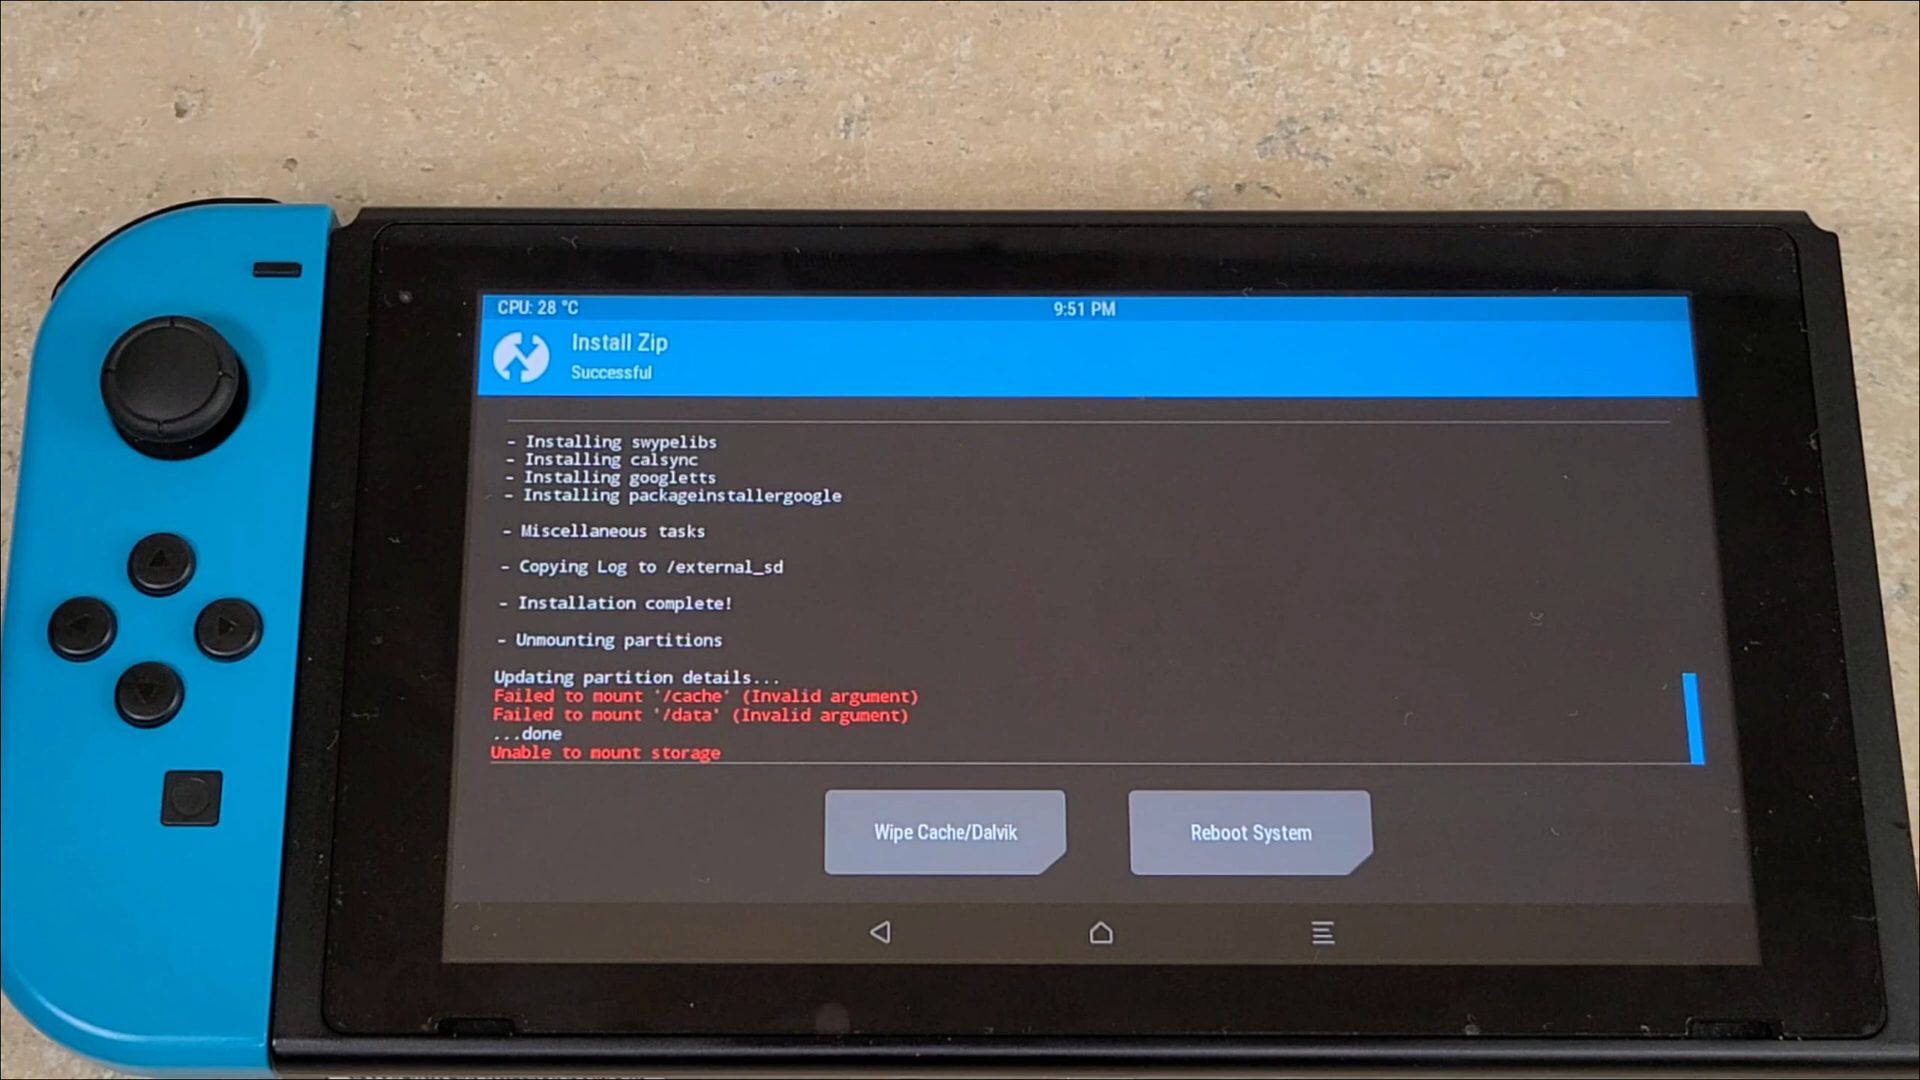 CPU: 28 °C
9:51 PM
Install Zip
Successful
- Installing swypelibs
- Installing calsync
- Installing googletts
- Installing packageinstallergoogle
- Miscellaneous tasks
- Copying Log to /external_sd
- Installation complete!
- Unmounting partitions
Updating partition details...
Failed to mount '/cache' (Invalid argument)
Failed to mount '/data' (Invalid argument)
...done
Unable to mount storage
Wipe Cache/Dalvik
Reboot System